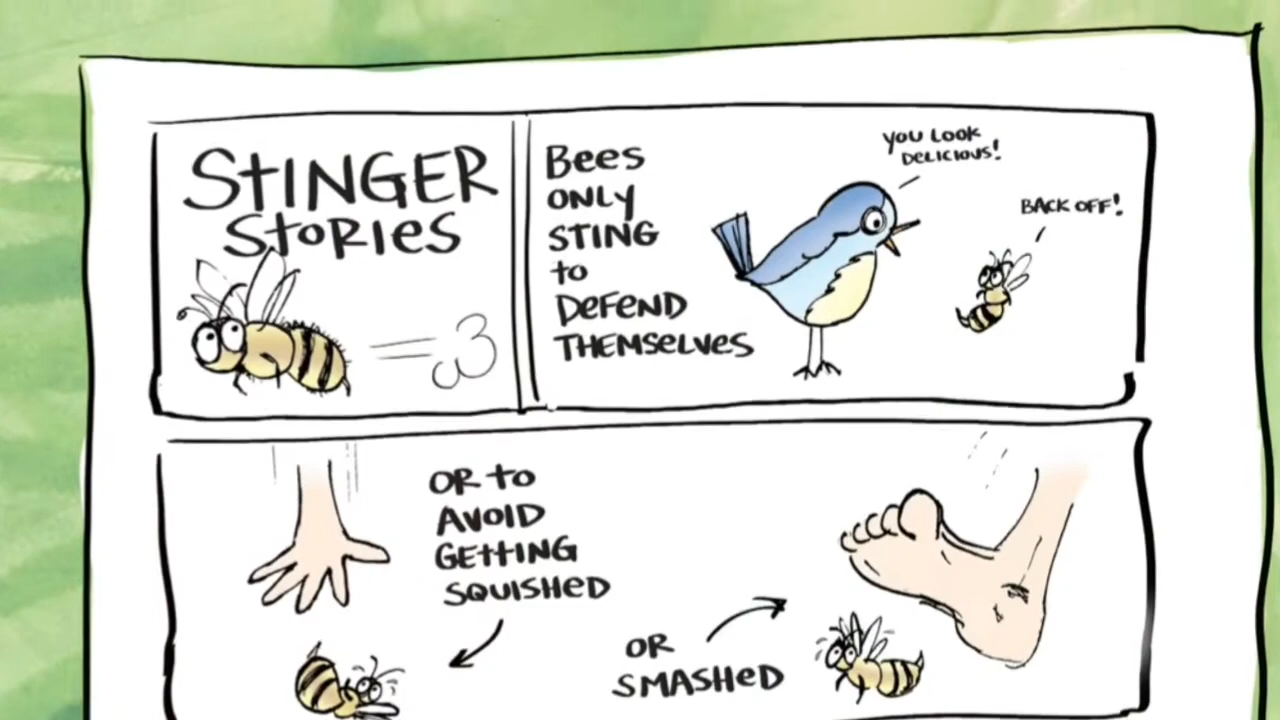 STINGER
STORIES
Bees
ONLY
STING
to
DEFEND
THEMSELVES
YOU LOOK
DELICIOUS!
BACK OFF!
OR to
AVOID
GETTING
SQUISHED
OR
SMASHED